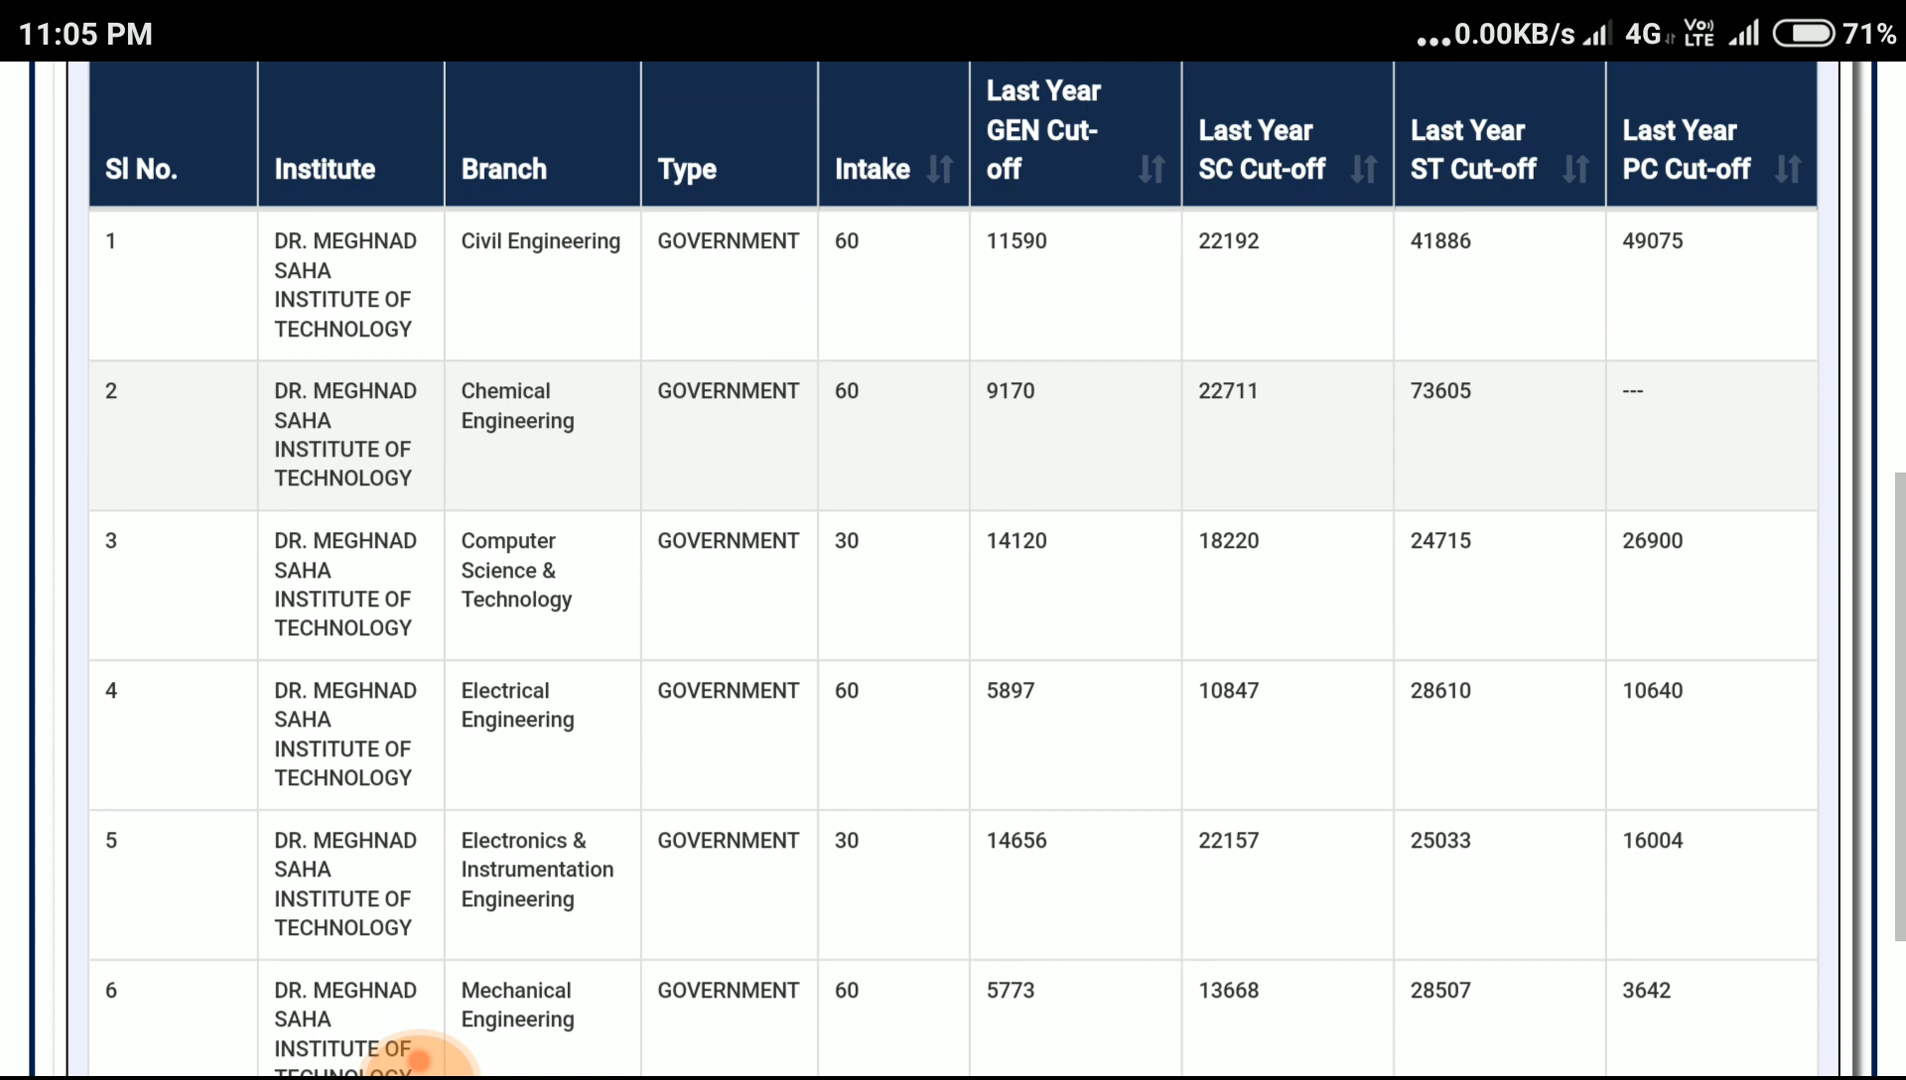 11:05 PM
...0.00KB/s 4G Vo) LTE 71%
Sl No.
Institute
Branch
Type
Intake
Last Year
GEN Cut-
off
Last Year
SC Cut-off
Last Year
ST Cut-off
Last Year
PC Cut-off
1
DR. MEGHNAD
SAHA
INSTITUTE OF
TECHNOLOGY
Civil Engineering
GOVERNMENT
60
11590
22192
41886
49075
2
DR. MEGHNAD
SAHA
INSTITUTE OF
TECHNOLOGY
Chemical
Engineering
GOVERNMENT
60
9170
22711
73605
---
3
DR. MEGHNAD
SAHA
INSTITUTE OF
TECHNOLOGY
Computer
Science &
Technology
GOVERNMENT
30
14120
18220
24715
26900
4
DR. MEGHNAD
SAHA
INSTITUTE OF
TECHNOLOGY
Electrical
Engineering
GOVERNMENT
60
5897
10847
28610
10640
5
DR. MEGHNAD
SAHA
INSTITUTE OF
TECHNOLOGY
Electronics &
Instrumentation
Engineering
GOVERNMENT
30
14656
22157
25033
16004
6
DR. MEGHNAD
SAHA
INSTITUTE OF
Mechanical
Engineering
GOVERNMENT
60
5773
13668
28507
3642